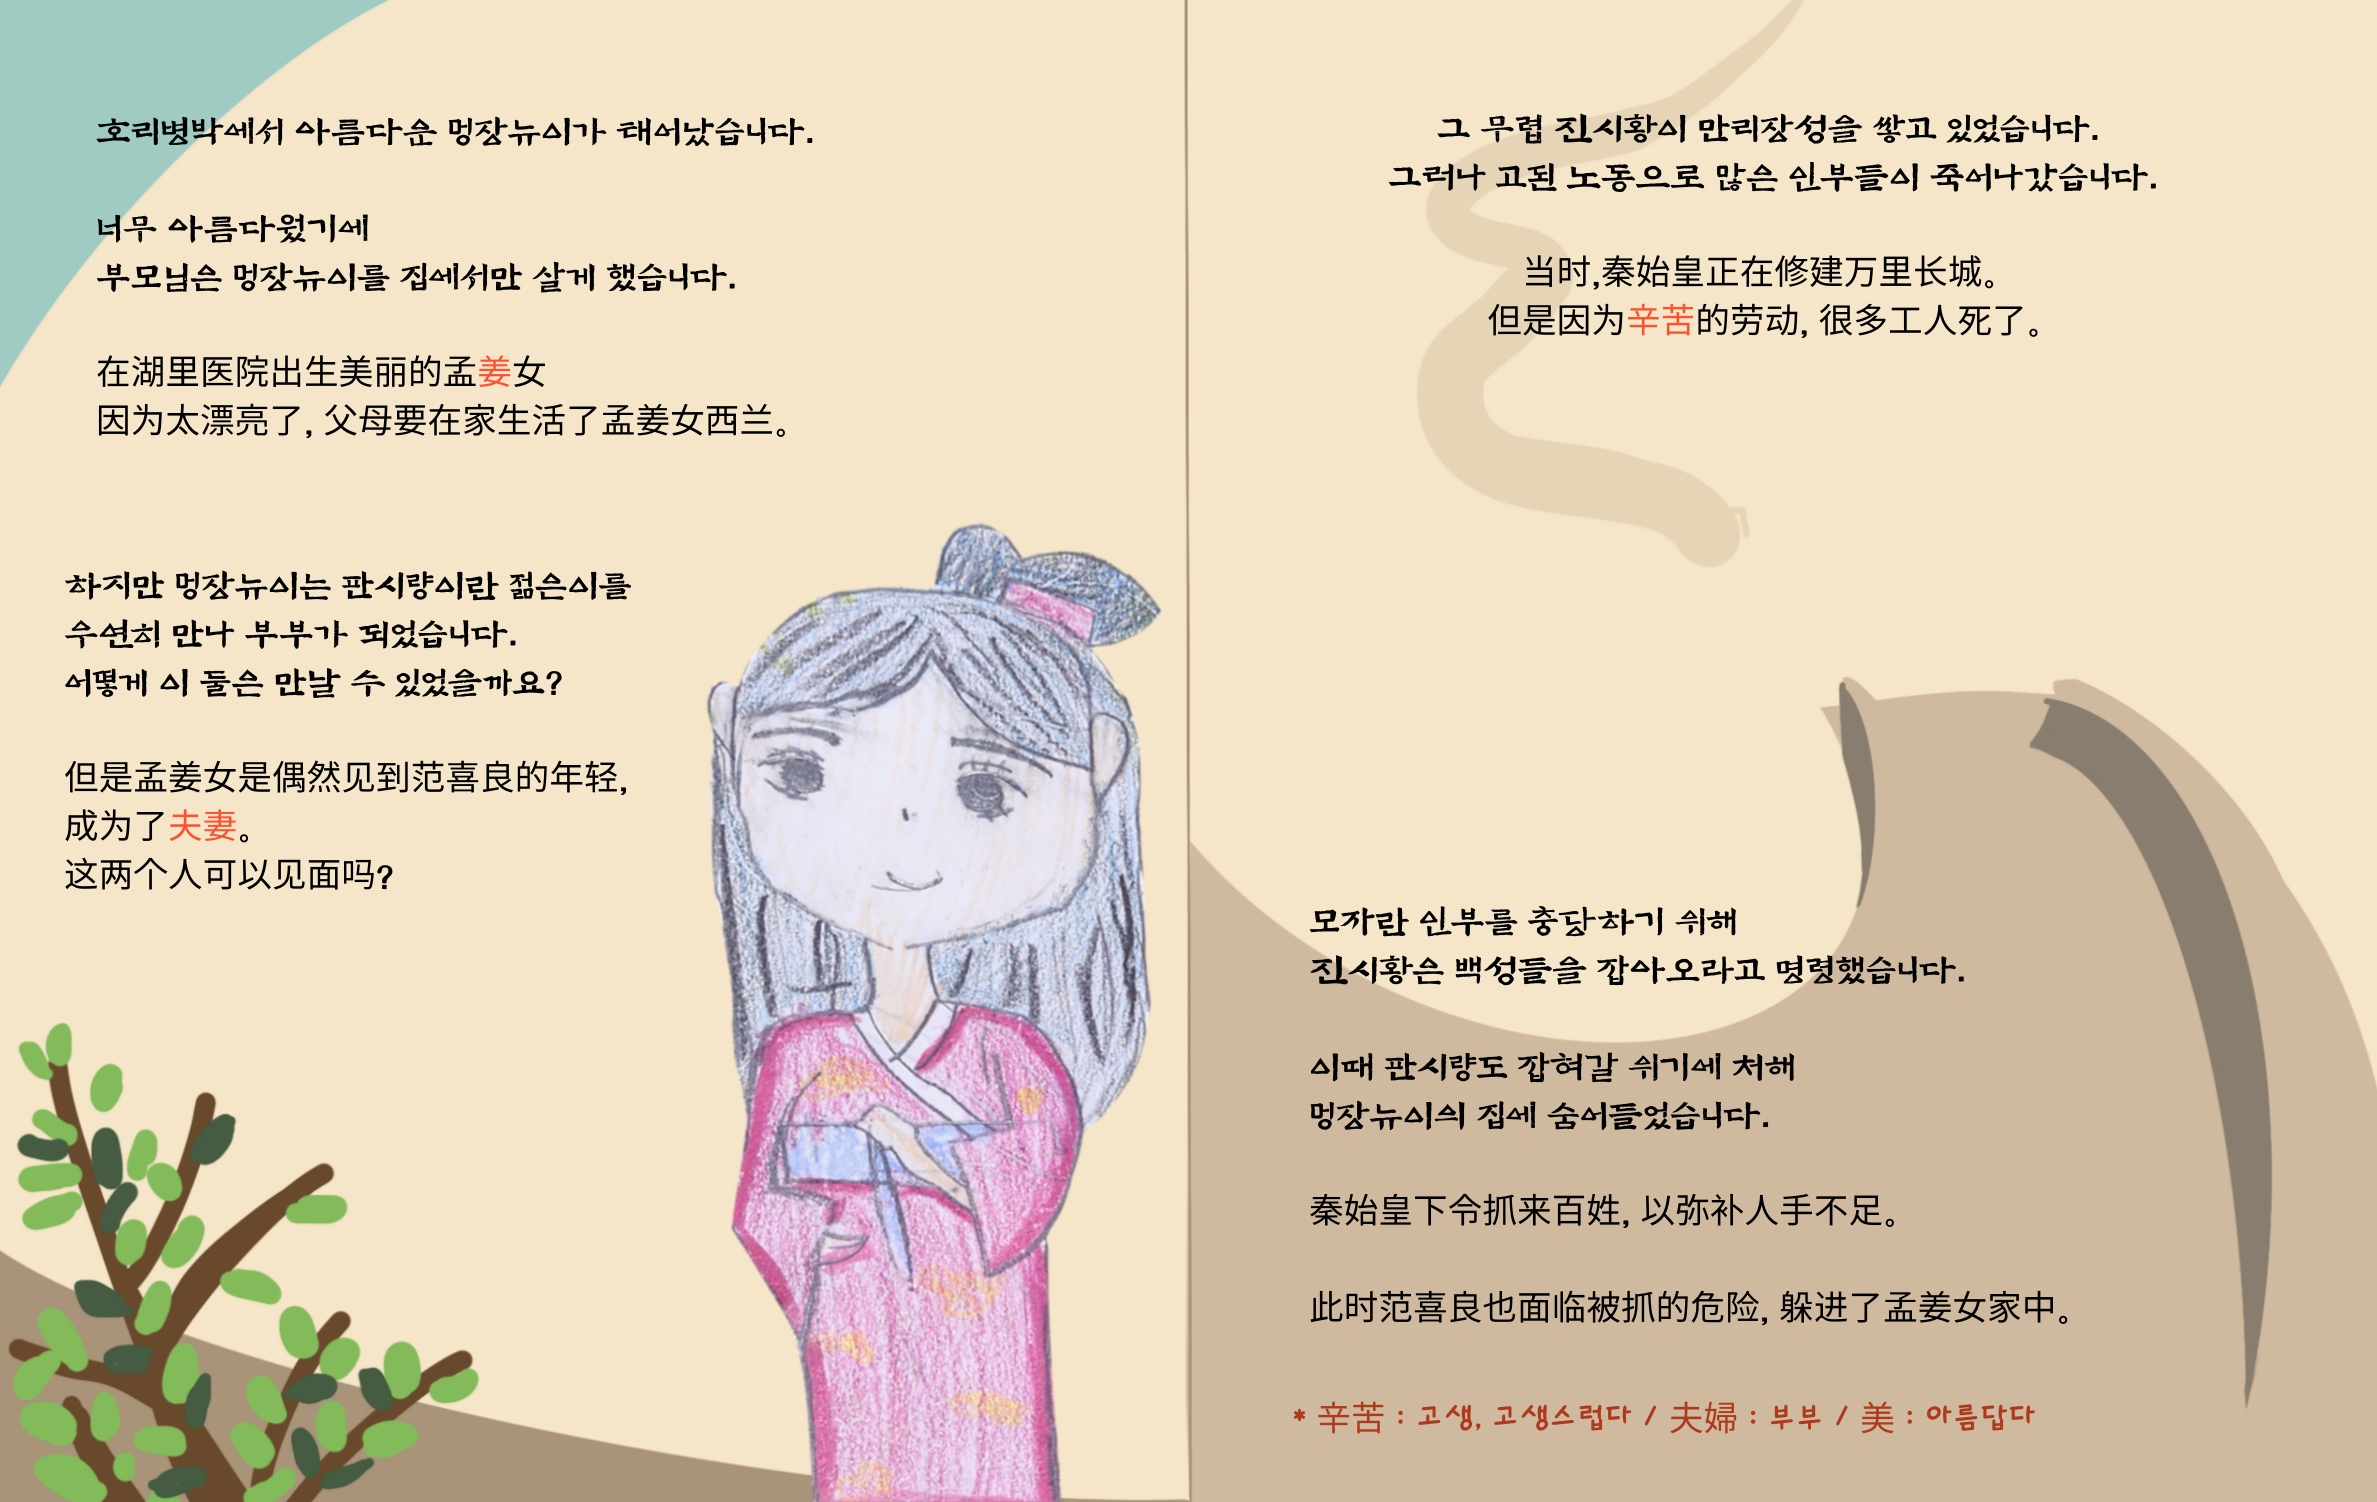 호리병박에서 아름다운 멍장뉴이가 태어났습니다.
너무 아름다웠기에
부모님은 멍장뉴이를 집에서만 살게 했습니다.
在湖里医院出生美丽的孟姜女
因为太漂亮了, 父母要在家生活了孟姜女西兰。
하지만 멍장뉴이는 판시량이란 젊은이를
우연히 만나 부부가 되었습니다.
어떻게 이 둘은 만날 수 있었을까요?
但是孟姜女是偶然见到范喜良的年轻,
成为了夫妻。
这两个人可以见面吗?
그 무렵 진시황이 만리장성을 쌓고 있었습니다.
그러나 고된 노동으로 많은 인부들이 죽어나갔습니다.
当时,秦始皇正在修建万里长城。
但是因为辛苦的劳动, 很多工人死了。
모자란 인부를 충당하기 위해
진시황은 백성들을 잡아오라고 명령했습니다.
이때 판시량도 잡혀갈 위기에 처해
멍장뉴이의 집에 숨어들었습니다.
秦始皇下令抓来百姓, 以弥补人手不足。
此时范喜良也面临被抓的危险, 躲进了孟姜女家中。
* 辛苦 : 고생, 고생스럽다 / 夫婦 : 부부 / 美 : 아름답다